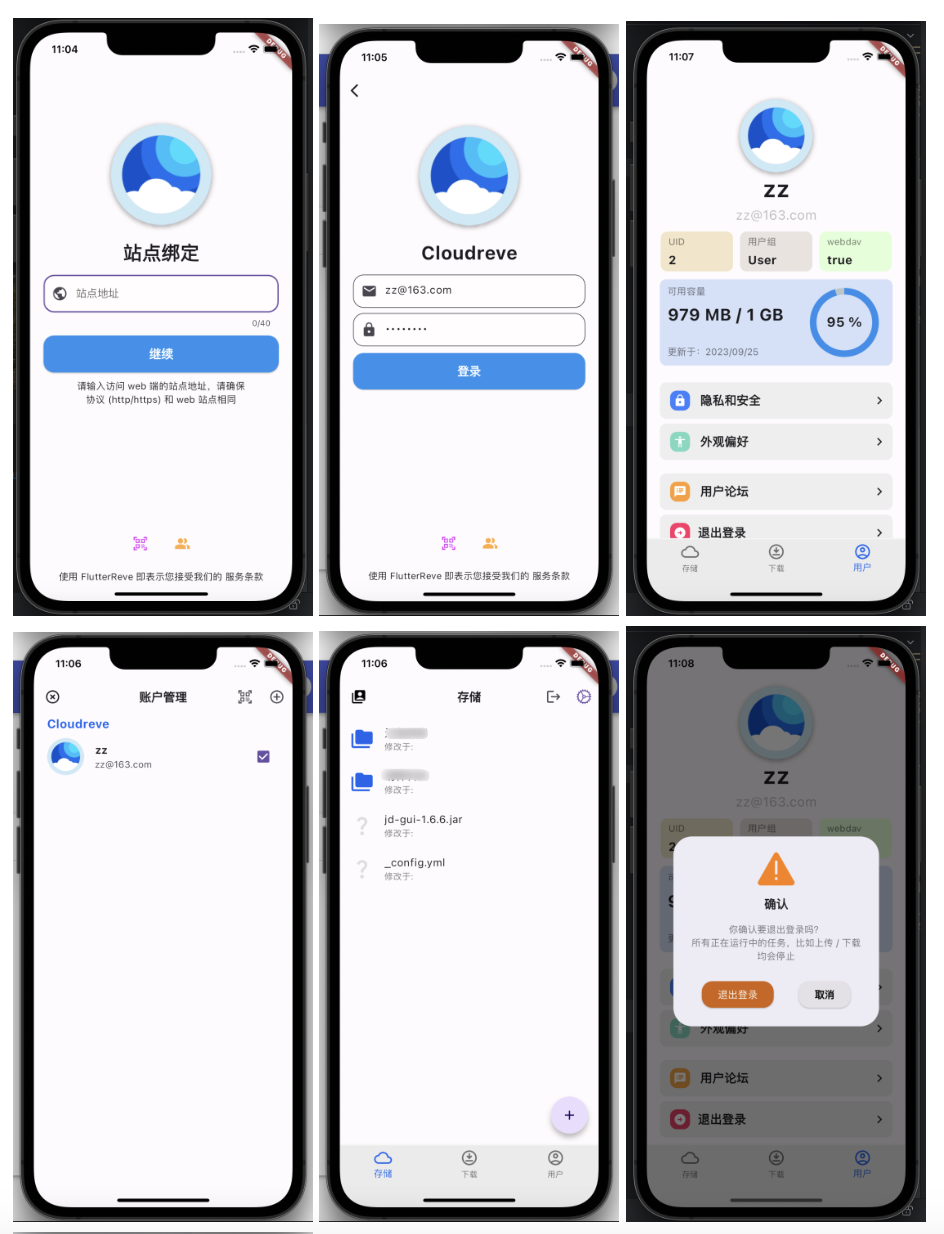 11:04
DEBUG
站点绑定
站点地址
0/40
继续
请输入访问 web 端的站点地址，请确保
协议 (http/https) 和 web 站点相同
使用 FlutterReve 即表示您接受我们的 服务条款
11:05
DEBUG
Cloudreve
zz@163.com
········
登录
使用 FlutterReve 即表示您接受我们的 服务条款
11:07
DEBUG
zz
zz@163.com
UID
2
用户组
User
webdav
true
可用容量
979 MB / 1 GB
95 %
更新于：2023/09/25
隐私和安全
外观偏好
用户论坛
退出登录
存储
下载
用户
11:06
DEBUG
账户管理
Cloudreve
zz
zz@163.com
11:06
DEBUG
存储
修改于:
修改于:
jd-gui-1.6.6.jar
修改于:
_config.yml
修改于:
存储
下载
用户
11:08
DEBUG
zz
zz@163.com
UID
2
用户组
webdav
确认
你确认要退出登录吗?
所有正在运行中的任务，比如上传 / 下载
均会停止
退出登录
取消
外观偏好
用户论坛
退出登录
存储
下载
用户